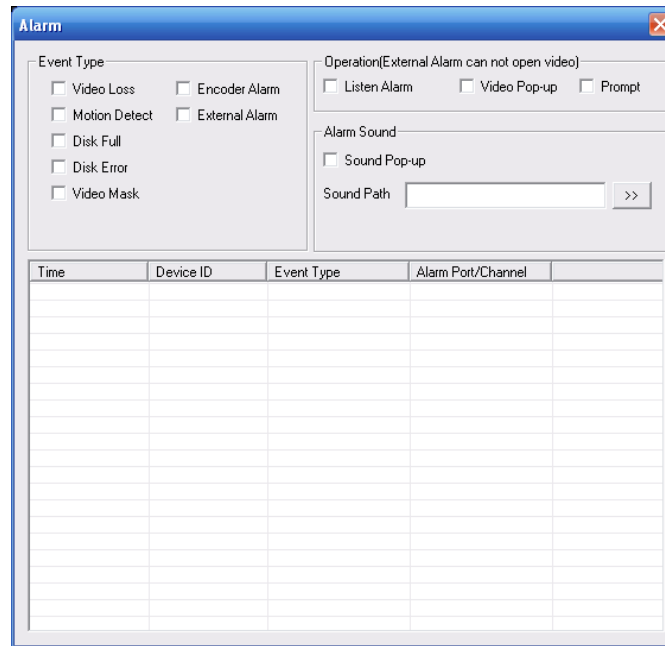 Alarm
Event Type
Video Loss Encoder Alarm
Motion Detect External Alarm
Disk Full
Disk Error
Video Mask
Operation(External Alarm can not open video)
Listen Alarm Video Pop-up Prompt
Alarm Sound
Sound Pop-up
Sound Path >>
Time Device ID Event Type Alarm Port/Channel